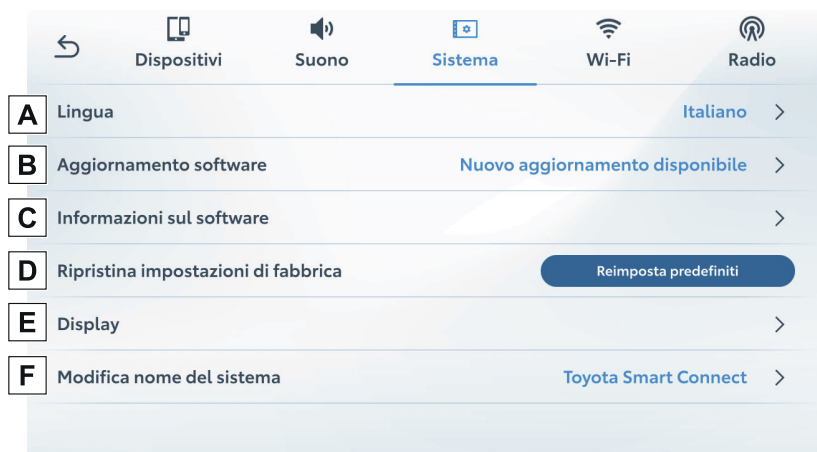 Dispositivi Suono Sistema Wi-Fi Radio
A Lingua Italiano
B Aggiornamento software Nuovo aggiornamento disponibile
C Informazioni sul software
D Ripristina impostazioni di fabbrica Reimposta predefiniti
E Display
F Modifica nome del sistema Toyota Smart Connect